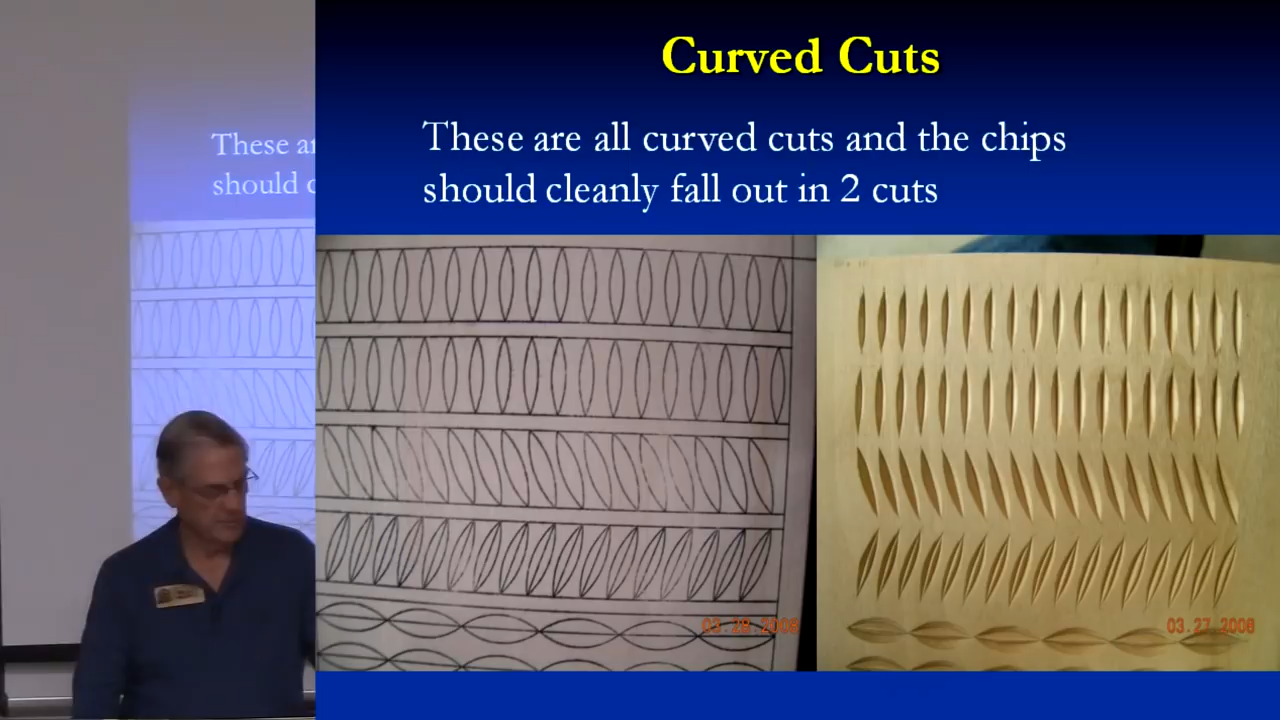 Curved Cuts
These are all curved cuts and the chips
should cleanly fall out in 2 cuts
These a
should c
03.28.2008
03.27.2008